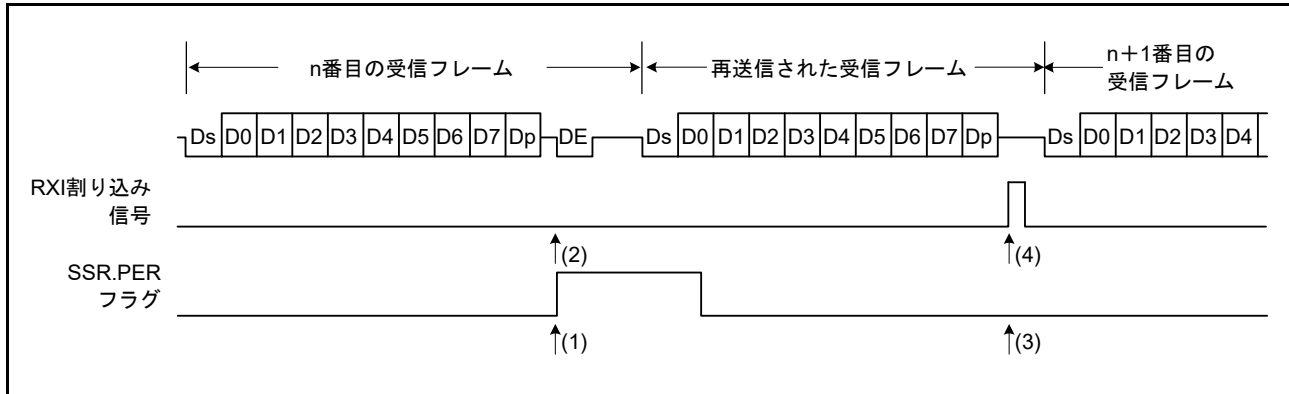 n番目の受信フレーム
再送信された受信フレーム
n＋1番目の
受信フレーム
Ds D0 D1 D2 D3 D4 D5 D6 D7 Dp DE Ds D0 D1 D2 D3 D4 D5 D6 D7 Dp Ds D0 D1 D2 D3 D4
RXI割り込み
信号
(2) (4)
SSR.PER
フラグ
(1) (3)